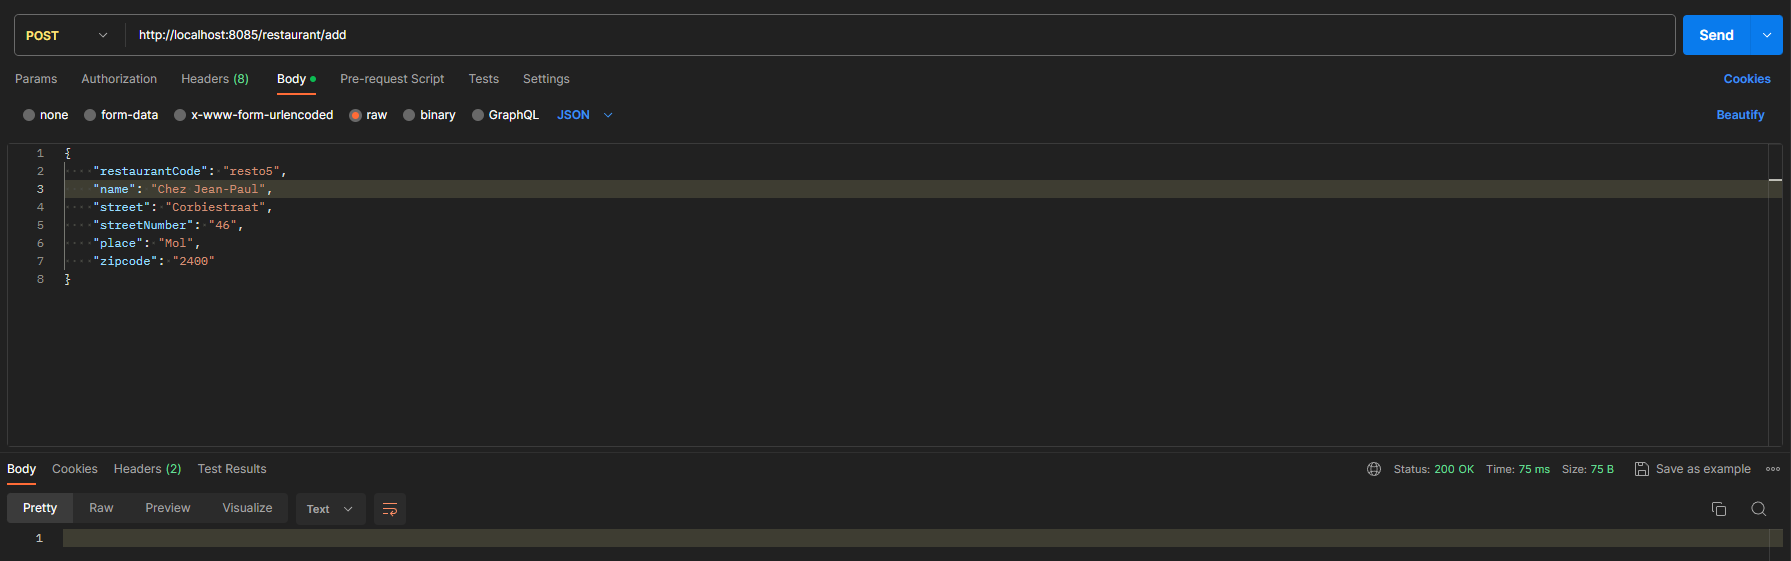 POST http://localhost:8085/restaurant/add Send
Params Authorization Headers (8) Body Pre-request Script Tests Settings Cookies
none form-data x-www-form-urlencoded raw binary GraphQL JSON Beautify
1 {
2 "restaurantCode": "resto5",
3 "name": "Chez Jean-Paul",
4 "street": "Corbiestraat",
5 "streetNumber": "46",
6 "place": "Mol",
7 "zipcode": "2400"
8 }
Body Cookies Headers (2) Test Results Status: 200 OK Time: 75 ms Size: 75 B Save as example
Pretty Raw Preview Visualize Text
1